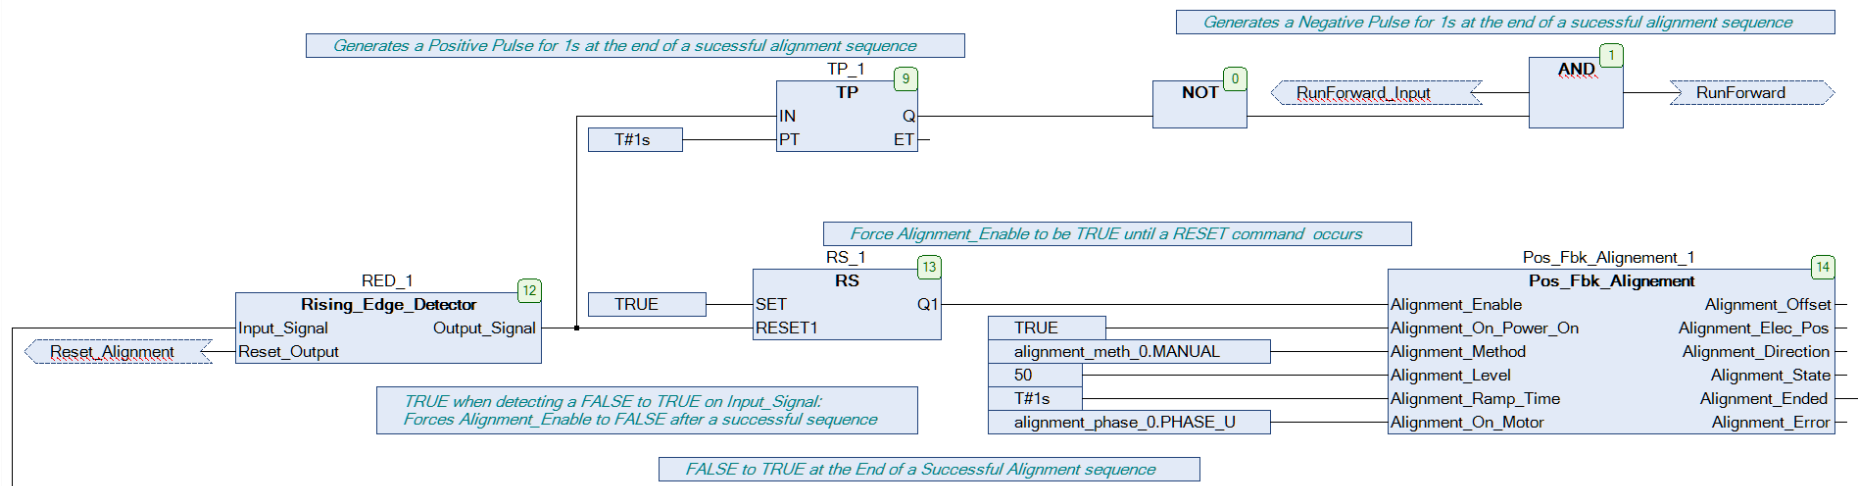 Generates a Negative Pulse for 1s at the end of a sucessful alignment sequence
Generates a Positive Pulse for 1s at the end of a sucessful alignment sequence
TP_1
9
TP
IN
Q
PT
ET
T#1s
0
NOT
RunForward_Input
1
AND
RunForward
Force Alignment_Enable to be TRUE until a RESET command occurs
RED_1
12
Rising_Edge_Detector
Input_Signal
Output_Signal
Reset_Output
Reset_Alignment
RS_1
13
RS
SET
Q1
RESET1
TRUE
Pos_Fbk_Alignement_1
14
Pos_Fbk_Alignement
Alignment_Enable
Alignment_Offset
TRUE
Alignment_On_Power_On
Alignment_Elec_Pos
alignment_meth_0.MANUAL
Alignment_Method
Alignment_Direction
50
Alignment_Level
Alignment_State
T#1s
Alignment_Ramp_Time
Alignment_Ended
alignment_phase_0.PHASE_U
Alignment_On_Motor
Alignment_Error
TRUE when detecting a FALSE to TRUE on Input_Signal:
Forces Alignment_Enable to FALSE after a successful sequence
FALSE to TRUE at the End of a Successful Alignment sequence